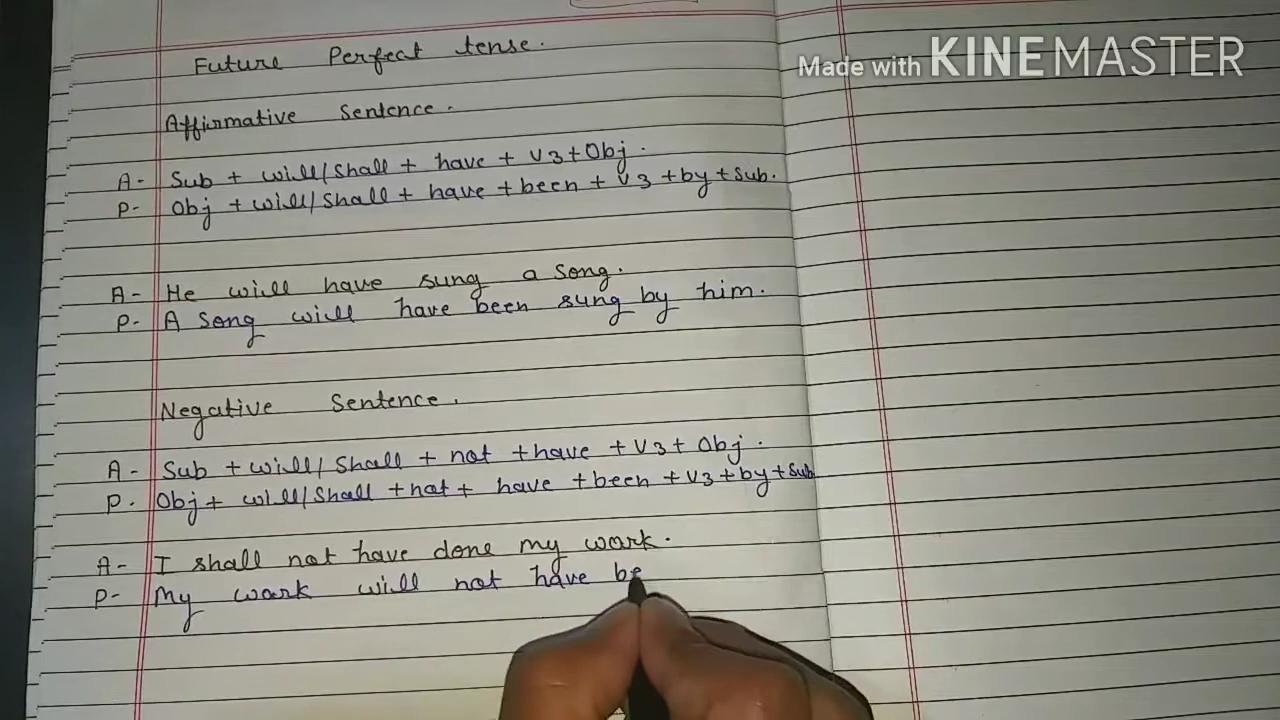 Made with KINEMASTER
Future Perfect tense.
Affirmative Sentence.
A- Sub + will/shall + have + V3 + Obj.
P- Obj + will/shall + have + been + V3 + by + Sub.
A- He will have sung a song.
P- A song will have been sung by him.
Negative Sentence.
A- Sub + will/shall + not + have + V3 + Obj.
P- Obj + will/shall + not + have + been + V3 + by + Sub
A- I shall not have done my work.
P- My work will not have be